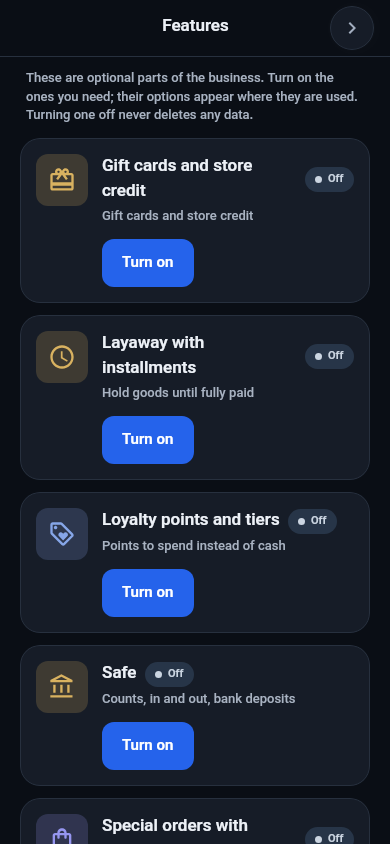 Features
These are optional parts of the business. Turn on the
ones you need; their options appear where they are used.
Turning one off never deletes any data.
Gift cards and store
credit
Off
Gift cards and store credit
Turn on
Layaway with
installments
Off
Hold goods until fully paid
Turn on
Loyalty points and tiers
Off
Points to spend instead of cash
Turn on
Safe
Off
Counts, in and out, bank deposits
Turn on
Special orders with
Off